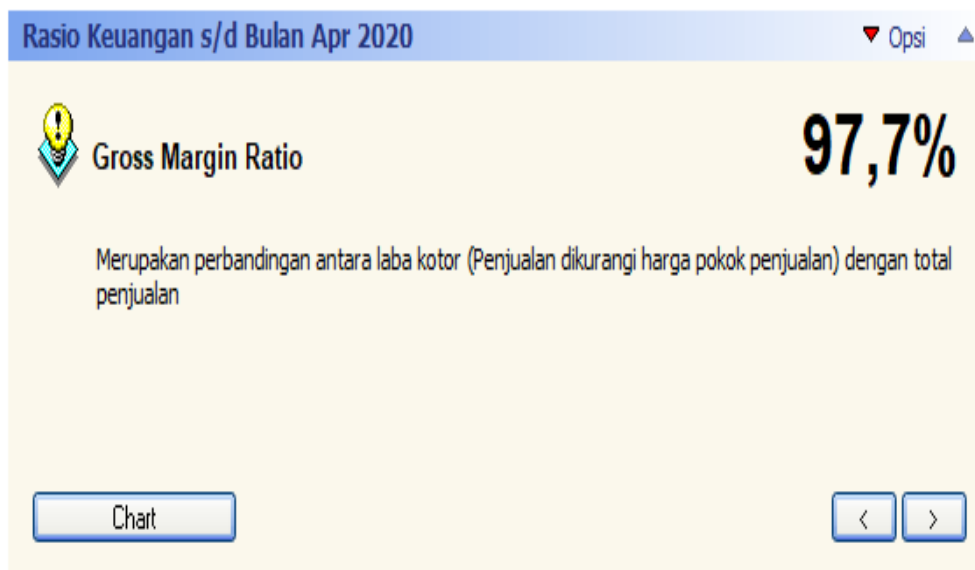 Rasio Keuangan s/d Bulan Apr 2020
Opsi
Gross Margin Ratio
97,7%
Merupakan perbandingan antara laba kotor (Penjualan dikurangi harga pokok penjualan) dengan total
penjualan
Chart
< >